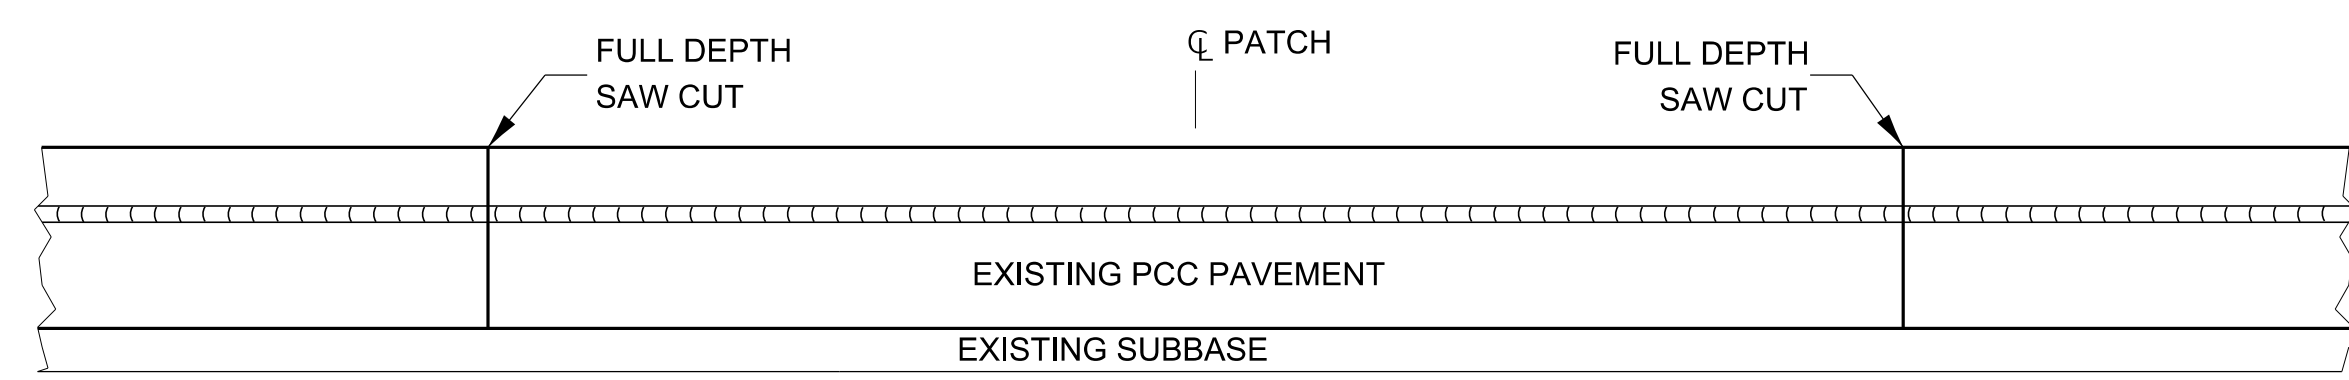 FULL DEPTH
SAW CUT
℄ PATCH
FULL DEPTH
SAW CUT
EXISTING PCC PAVEMENT
EXISTING SUBBASE